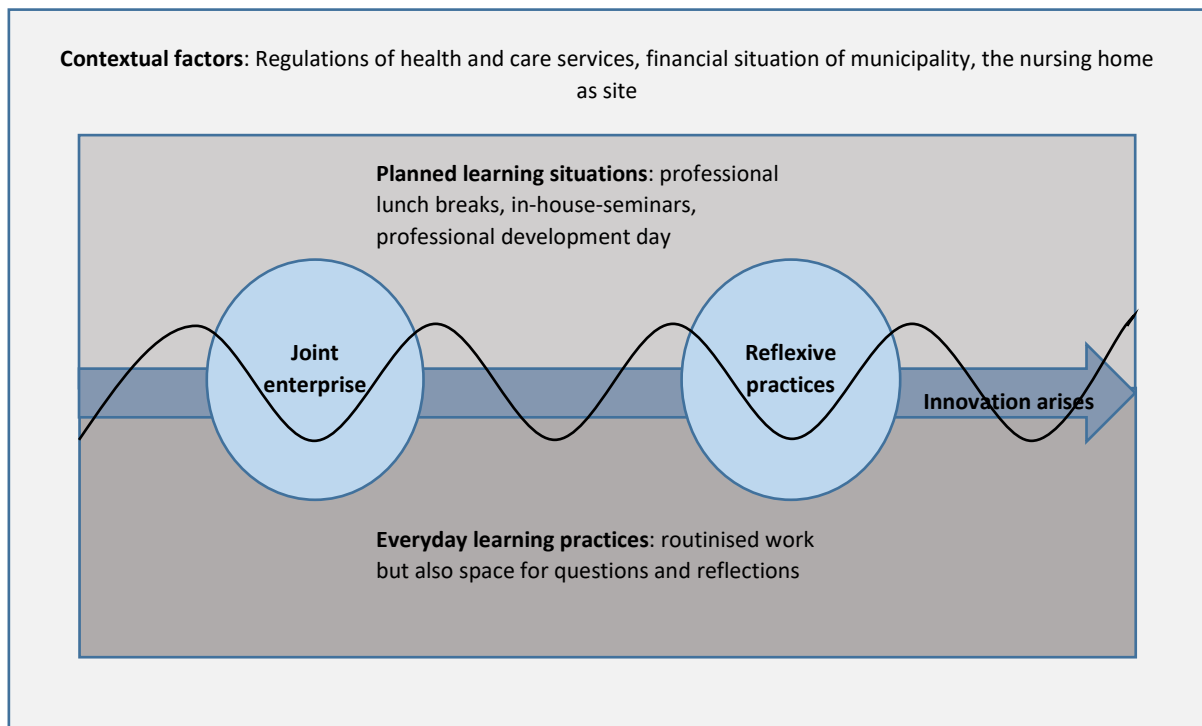 Contextual factors: Regulations of health and care services, financial situation of municipality, the nursing home
as site
Planned learning situations: professional
lunch breaks, in-house-seminars,
professional development day
Joint
enterprise
Reflexive
practices
Innovation arises
Everyday learning practices: routinised work
but also space for questions and reflections